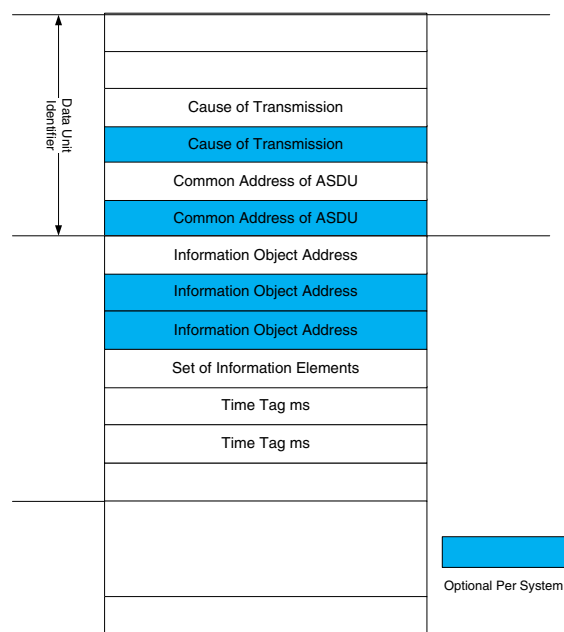 Data Unit
Identifier
Cause of Transmission
Cause of Transmission
Common Address of ASDU
Common Address of ASDU
Information Object Address
Information Object Address
Information Object Address
Set of Information Elements
Time Tag ms
Time Tag ms
Optional Per System